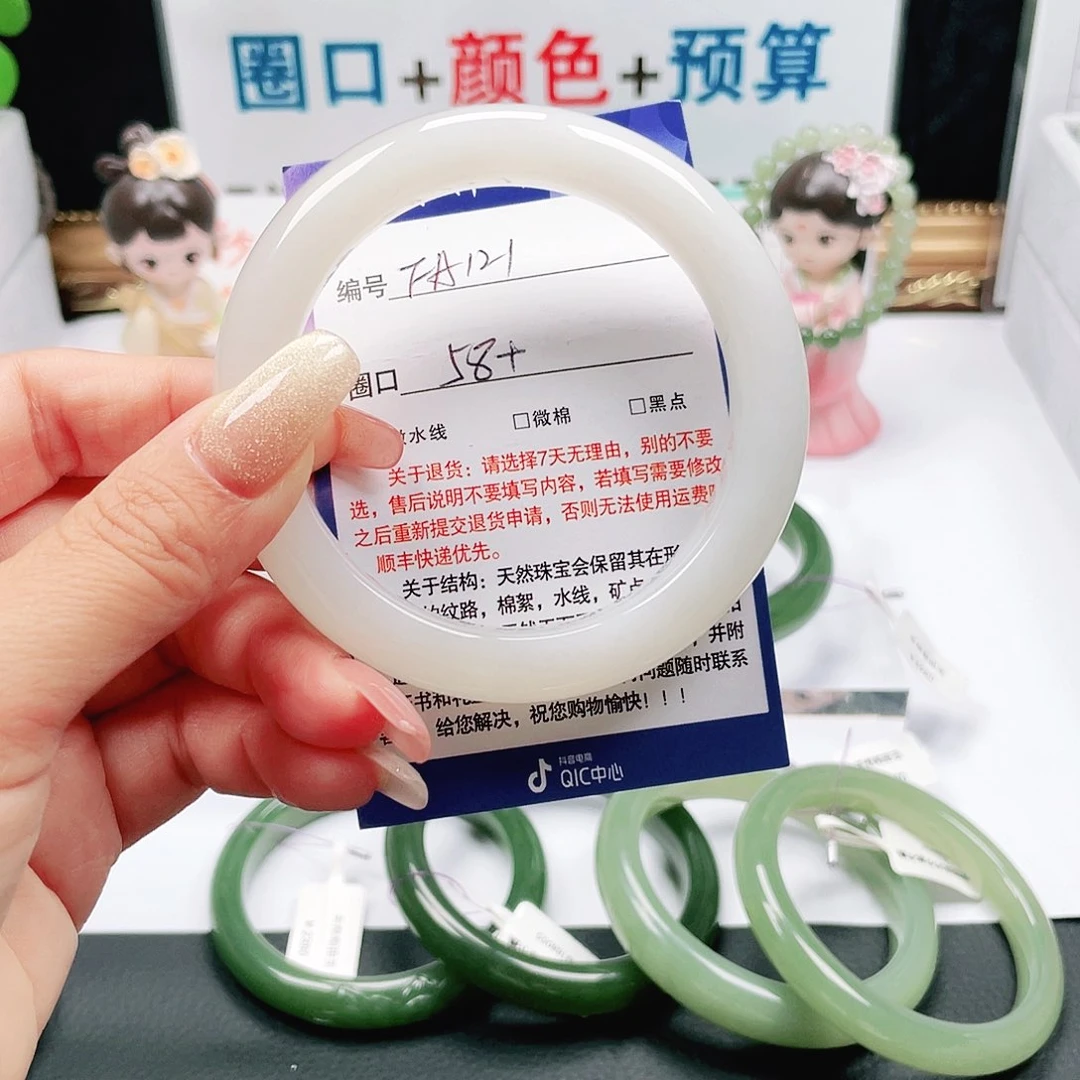 圈口+颜色+预算
编号 FA121
圈口 58+
水线 □微棉 □黑点
关于退货：请选择7天无理由，别的不要
选，售后说明不要填写内容，若填写需要修改
之后重新提交退货申请，否则无法使用运费
顺丰快递优先。
关于结构：天然珠宝会保留其在形
纹路，棉絮，水线，矿点
并附
书和 问题随时联系
给您解决，祝您购物愉快！！！
抖音电商
QIC中心